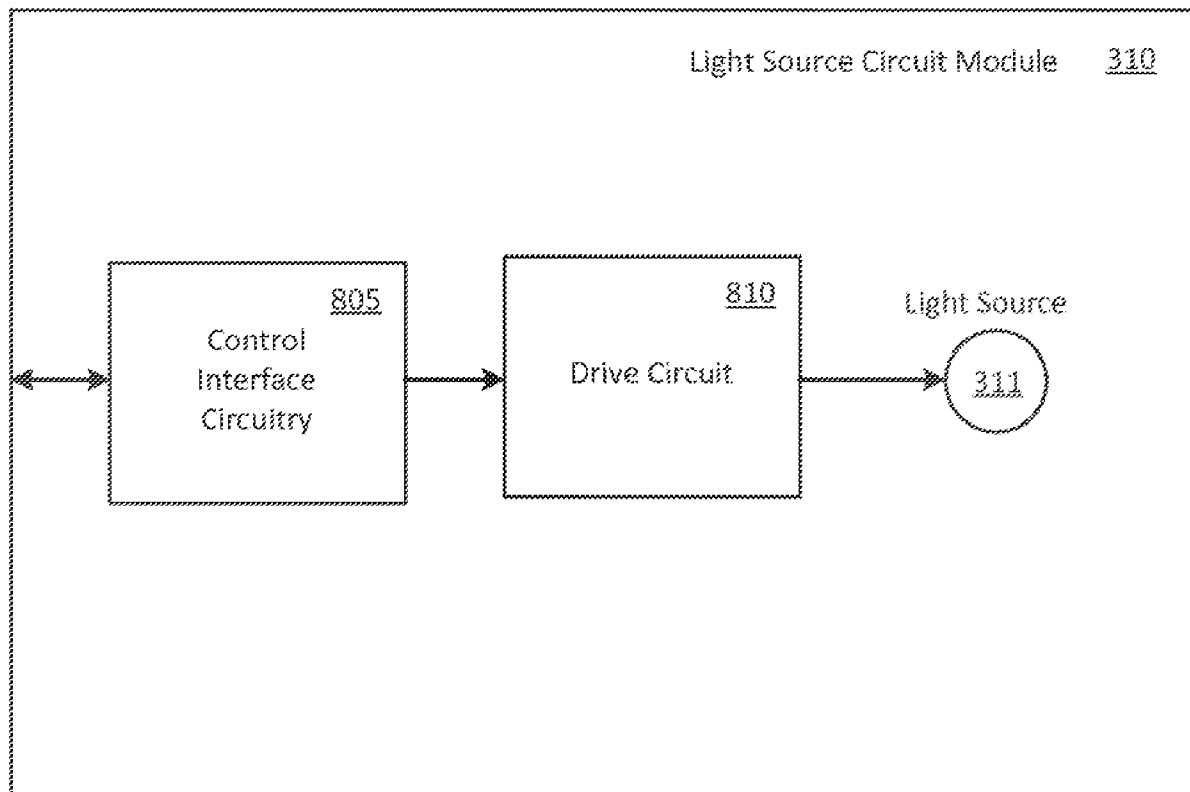 Light Source Circuit Module 310
805
Control
Interface
Circuitry
810
Drive Circuit
Light Source
311